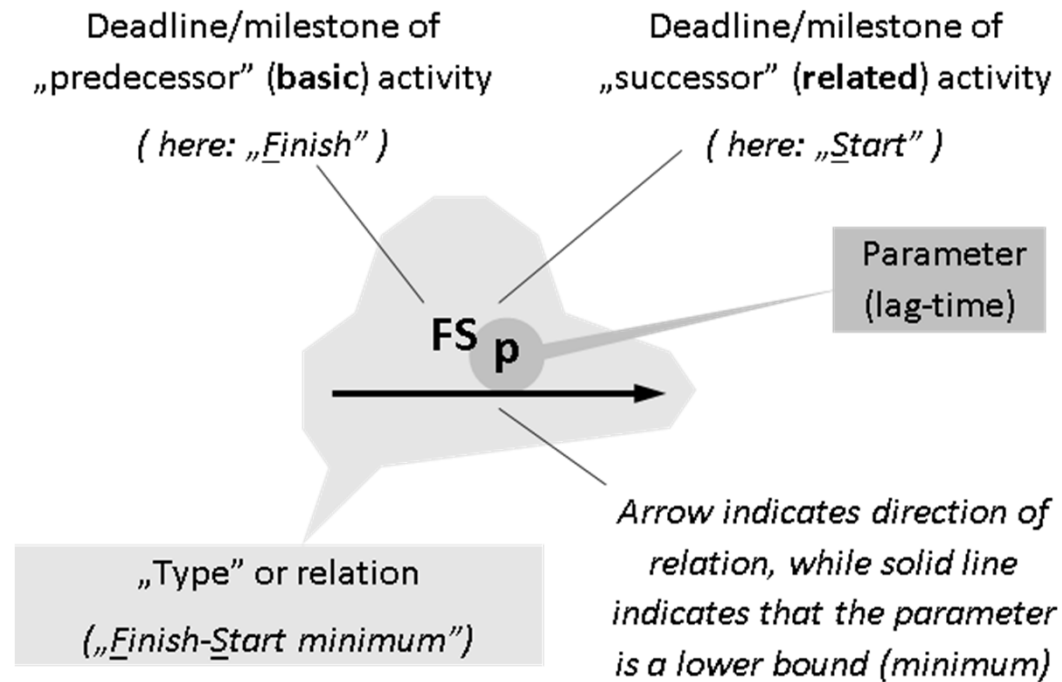 Deadline/milestone of
„predecessor” (basic) activity
( here: „Finish” )
Deadline/milestone of
„successor” (related) activity
( here: „Start” )
Parameter
(lag-time)
FS
p
„Type” or relation
(„Finish-Start minimum”)
Arrow indicates direction of
relation, while solid line
indicates that the parameter
is a lower bound (minimum)